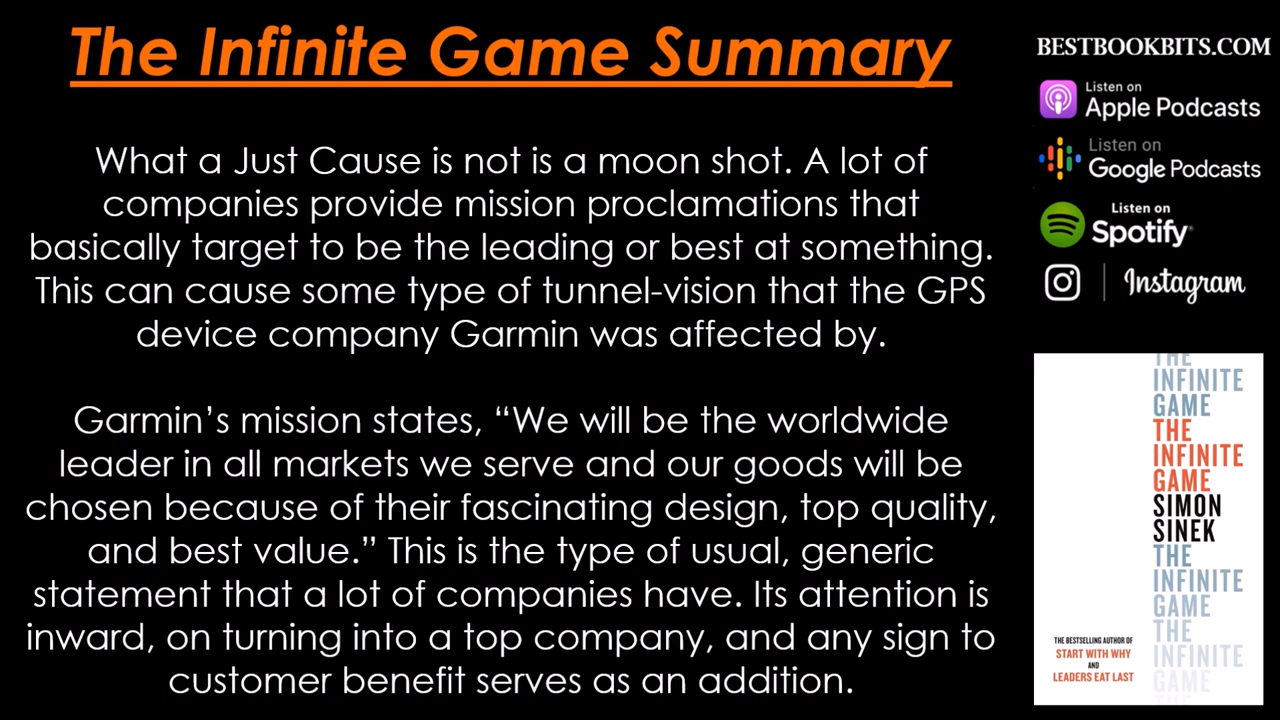 The Infinite Game Summary
What a Just Cause is not is a moon shot. A lot of
companies provide mission proclamations that
basically target to be the leading or best at something.
This can cause some type of tunnel-vision that the GPS
device company Garmin was affected by.
Garmin’s mission states, “We will be the worldwide
leader in all markets we serve and our goods will be
chosen because of their fascinating design, top quality,
and best value.” This is the type of usual, generic
statement that a lot of companies have. Its attention is
inward, on turning into a top company, and any sign to
customer benefit serves as an addition.
BESTBOOKBITS.COM
Listen on
Apple Podcasts
Listen on
Google Podcasts
Listen on
Spotify
Instagram
THE
INFINITE
GAME
THE
INFINITE
GAME
SIMON
SINEK
THE
INFINITE
GAME
THE
INFINITE
GAME
THE BESTSELLING AUTHOR OF
START WITH WHY
AND
LEADERS EAT LAST